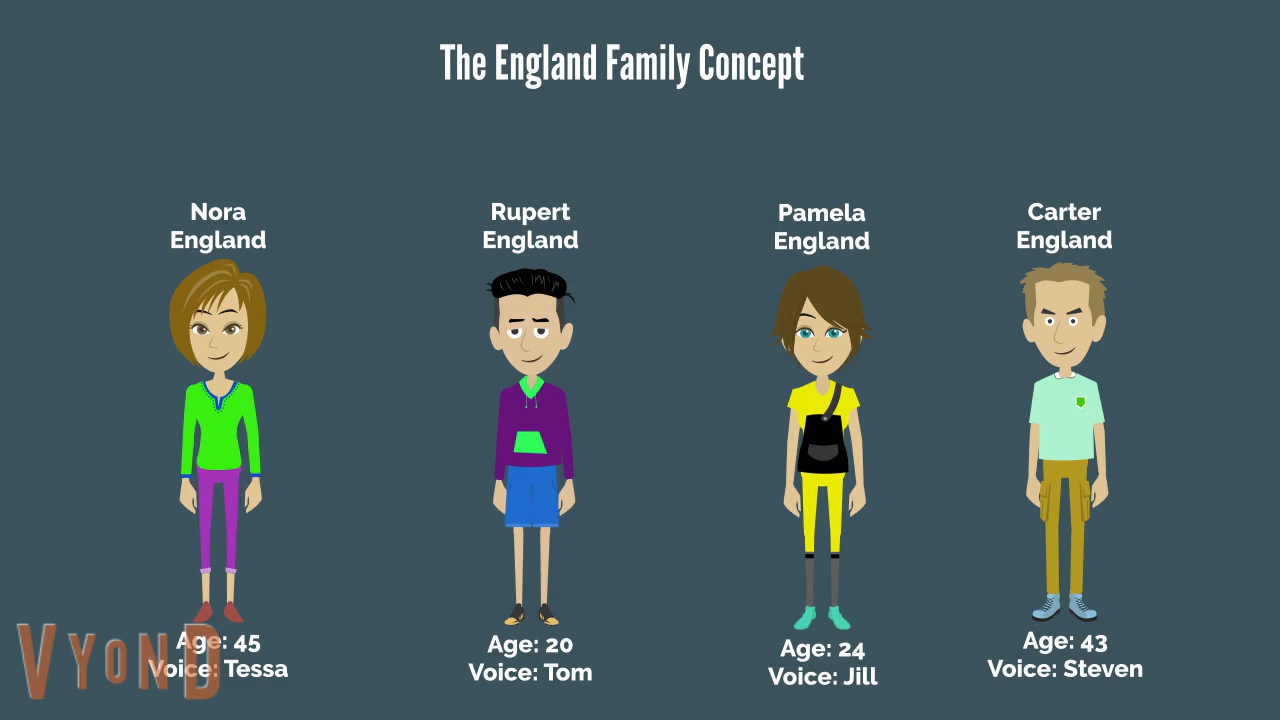 The England Family Concept
Nora
England
Rupert
England
Pamela
England
Carter
England
Age: 45
Voice: Tessa
Age: 20
Voice: Tom
Age: 24
Voice: Jill
Age: 43
Voice: Steven
VYOND